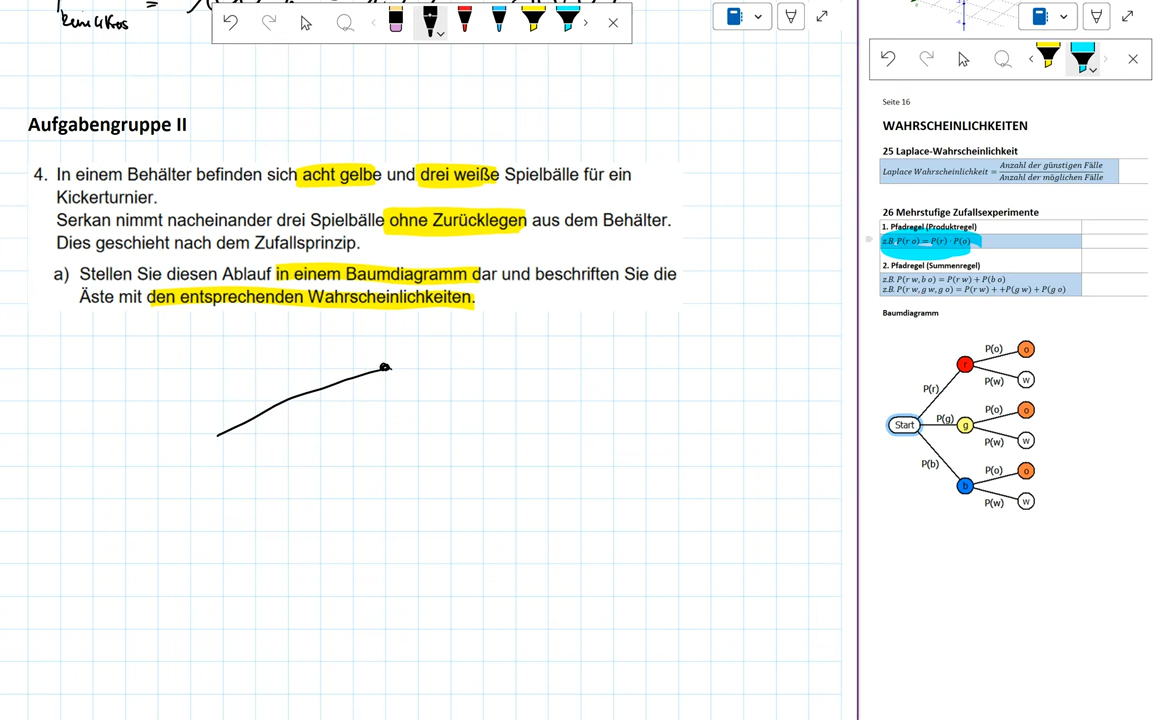 kein 4 Kos
=
Aufgabengruppe II
4. In einem Behälter befinden sich acht gelbe und drei weiße Spielbälle für ein
Kickerturnier.
Serkan nimmt nacheinander drei Spielbälle ohne Zurücklegen aus dem Behälter.
Dies geschieht nach dem Zufallsprinzip.
a) Stellen Sie diesen Ablauf in einem Baumdiagramm dar und beschriften Sie die
Äste mit den entsprechenden Wahrscheinlichkeiten.
Seite 16
WAHRSCHEINLICHKEITEN
25 Laplace-Wahrscheinlichkeit
Laplace Wahrscheinlichkeit = Anzahl der günstigen Fälle / Anzahl der möglichen Fälle
26 Mehrstufige Zufallsexperimente
1. Pfadregel (Produktregel)
z.B. P(r o) = P(r) · P(o)
2. Pfadregel (Summenregel)
z.B. P(r w, b o) = P(r w) + P(b o)
z.B. P(r w, g w, g o) = P(r w) + +P(g w) + P(g o)
Baumdiagramm
P(o) o
r
P(r) P(w) w
P(o) o
Start P(g) g
P(w) w
P(b) P(o) o
b
P(w) w